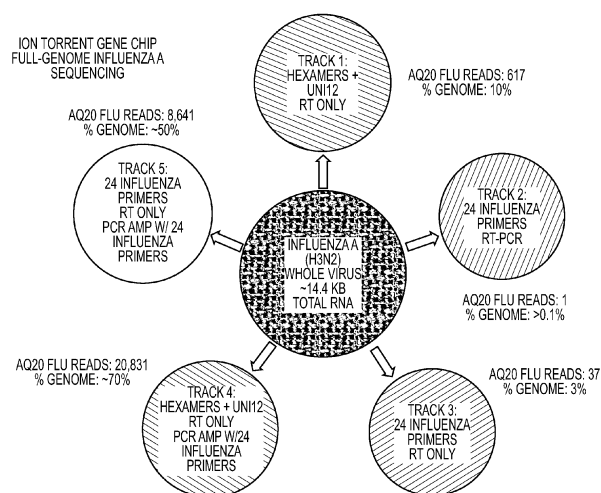 ION TORRENT GENE CHIP
FULL-GENOME INFLUENZA A
SEQUENCING
TRACK 1:
HEXAMERS +
UNI12
RT ONLY
AQ20 FLU READS: 617
% GENOME: 10%
AQ20 FLU READS: 8,641
% GENOME: ~50%
TRACK 5:
24 INFLUENZA
PRIMERS
RT ONLY
PCR AMP W/ 24
INFLUENZA
PRIMERS
TRACK 2:
24 INFLUENZA
PRIMERS
RT-PCR
INFLUENZA A
(H3N2)
WHOLE VIRUS
~14.4 KB
TOTAL RNA
AQ20 FLU READS: 1
% GENOME: >0.1%
AQ20 FLU READS: 20,831
% GENOME: ~70%
TRACK 4:
HEXAMERS + UNI12
RT ONLY
PCR AMP W/24
INFLUENZA
PRIMERS
AQ20 FLU READS: 37
% GENOME: 3%
TRACK 3:
24 INFLUENZA
PRIMERS
RT ONLY